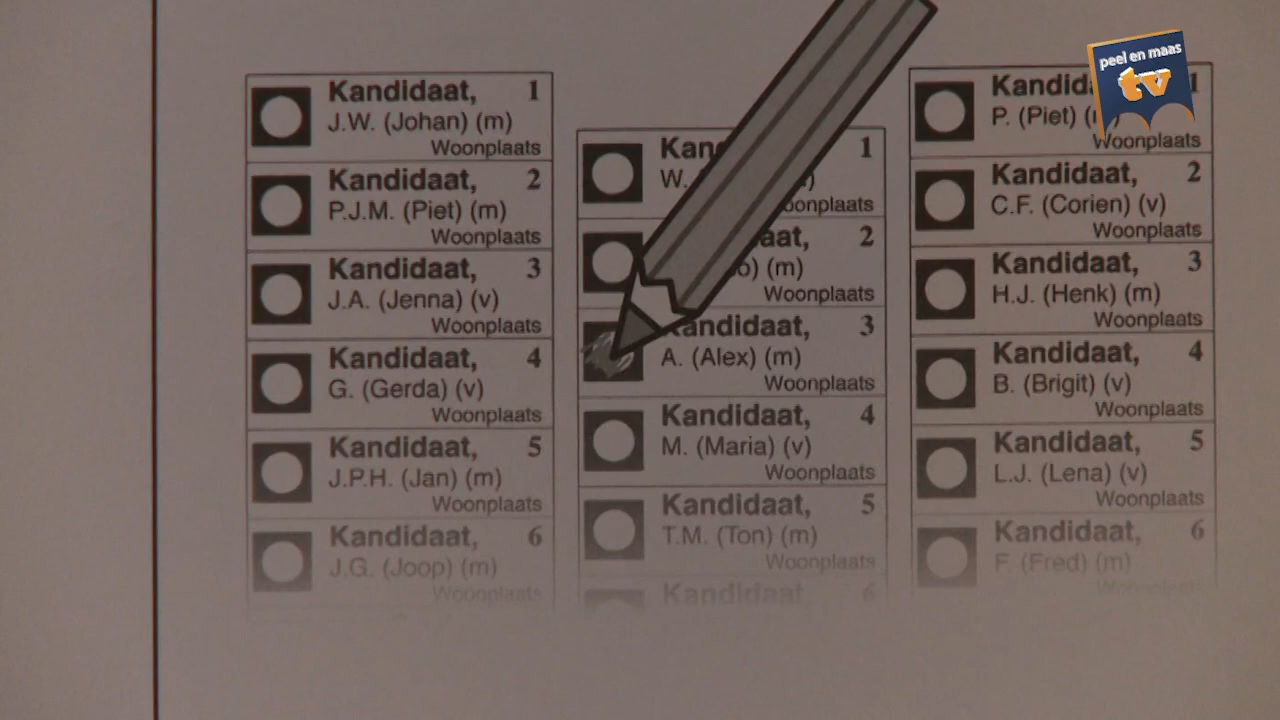 peel en maas
tv
Kandidaat, 1
J.W. (Johan) (m)
Woonplaats
Kandidaat, 2
P.J.M. (Piet) (m)
Woonplaats
Kandidaat, 3
J.A. (Jenna) (v)
Woonplaats
Kandidaat, 4
G. (Gerda) (v)
Woonplaats
Kandidaat, 5
J.P.H. (Jan) (m)
Woonplaats
Kandidaat, 6
J.G. (Joop) (m)
Woonplaats
1
W.
2
(m)
Woonplaats
Kandidaat, 3
A. (Alex) (m)
Woonplaats
Kandidaat, 4
M. (Maria) (v)
Woonplaats
Kandidaat, 5
T.M. (Ton) (m)
Woonplaats
Kandidaat, 6
1
P. (Piet)
Woonplaats
Kandidaat, 2
C.F. (Corien) (v)
Woonplaats
Kandidaat, 3
H.J. (Henk) (m)
Woonplaats
Kandidaat, 4
B. (Brigit) (v)
Woonplaats
Kandidaat, 5
L.J. (Lena) (v)
Woonplaats
Kandidaat, 6
F. (Fred) (m)